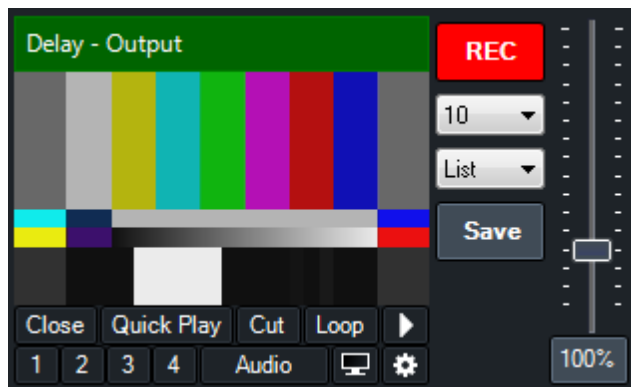 Delay - Output
REC
10
List
Save
Close Quick Play Cut Loop
1 2 3 4 Audio
100%